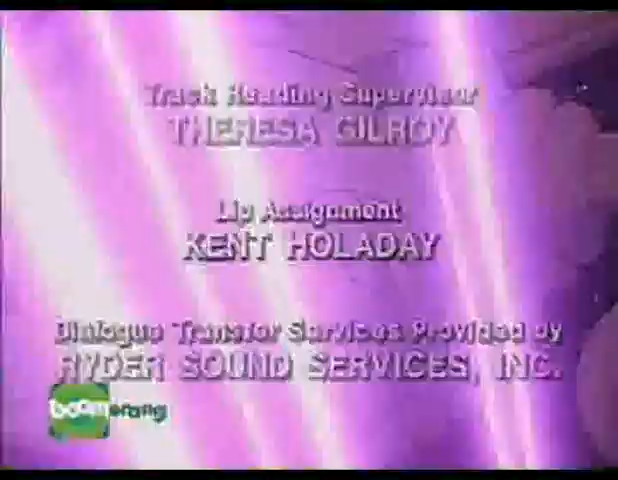 Track Reading Supervisor
THERESA GILROY
Lip Assignment
KENT HOLADAY
Dialogue Transfer Services Provided by
RYDER SOUND SERVICES, INC.
boomerang